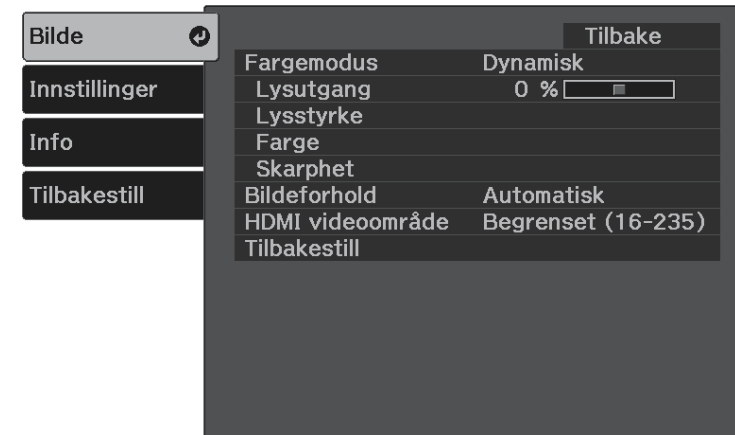 Bilde
Innstillinger
Info
Tilbakestill
Tilbake
Fargemodus Dynamisk
Lysutgang 0 %
Lysstyrke
Farge
Skarphet
Bildeforhold Automatisk
HDMI videoområde Begrenset (16-235)
Tilbakestill